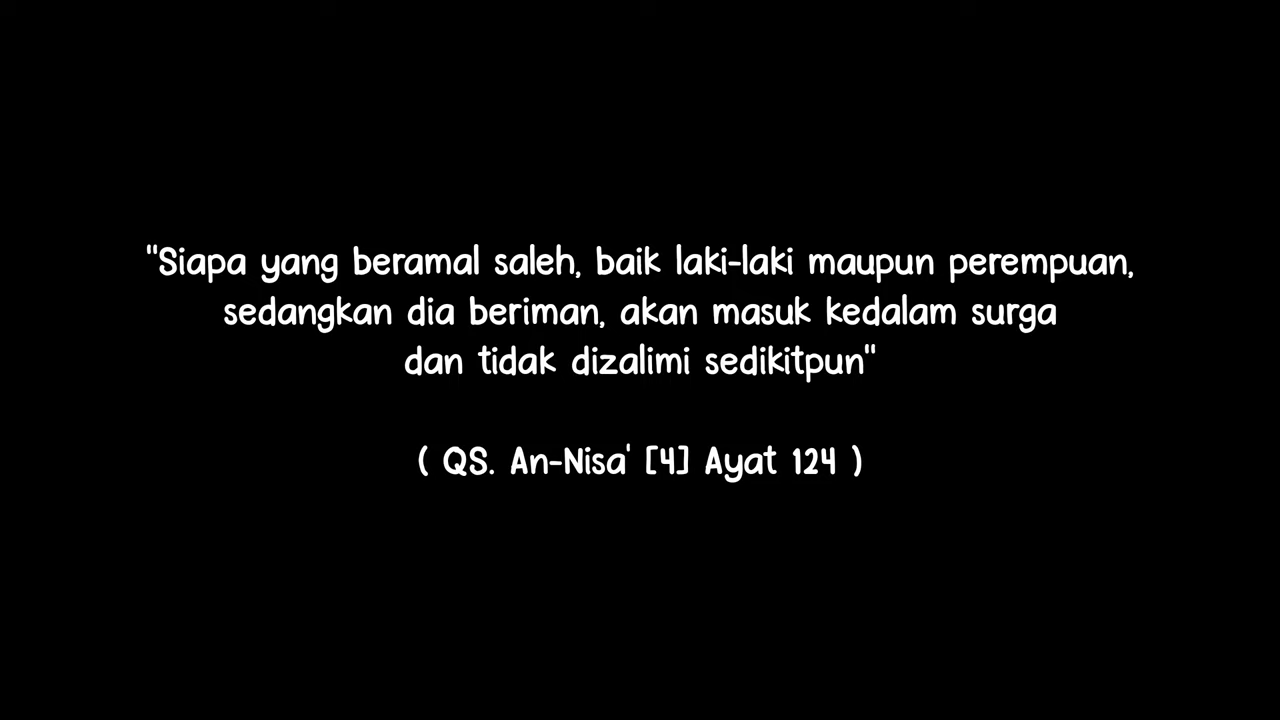 "Siapa yang beramal saleh, baik laki-laki maupun perempuan,
sedangkan dia beriman, akan masuk kedalam surga
dan tidak dizalimi sedikitpun"
( QS. An-Nisa' [4] Ayat 124 )